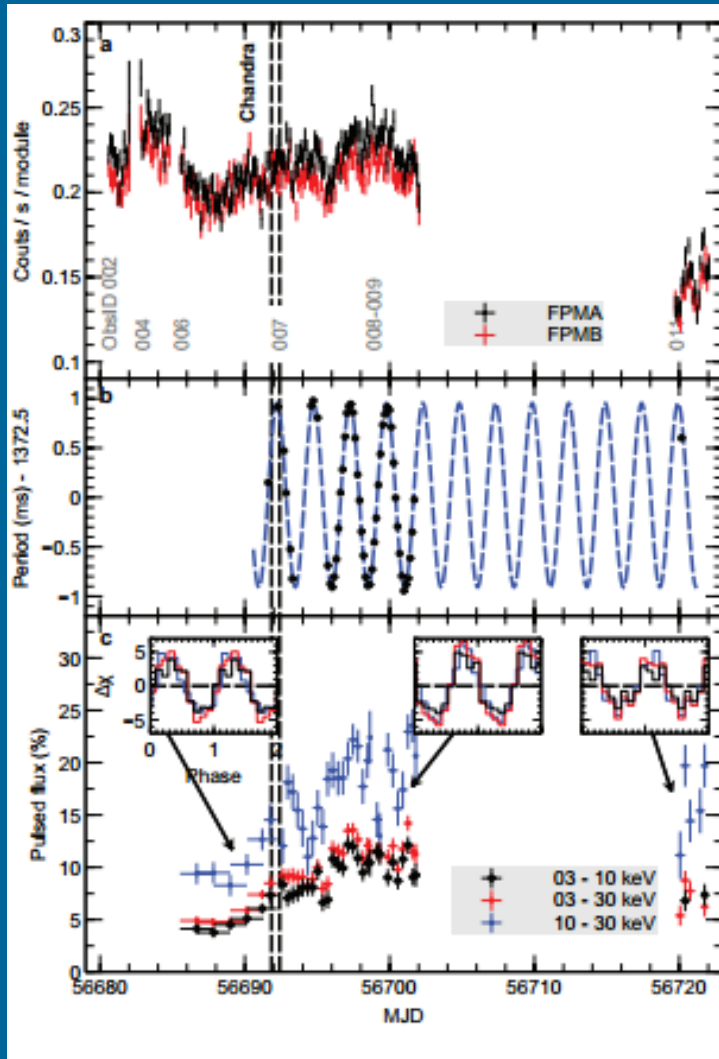 a
Chandra
0.3
0.25
0.2
0.15
0.1
Couts / s / module
ObsID 002
004
006
007
008-009
011
FPMA
FPMB
b
1
0.5
0
−0.5
−1
Period (ms) - 1372.5
c
5
0
−5
Δχ
0
1
2
Phase
30
25
20
15
10
5
0
Pulsed flux (%)
03 - 10 keV
03 - 30 keV
10 - 30 keV
56680
56690
56700
56710
56720
MJD